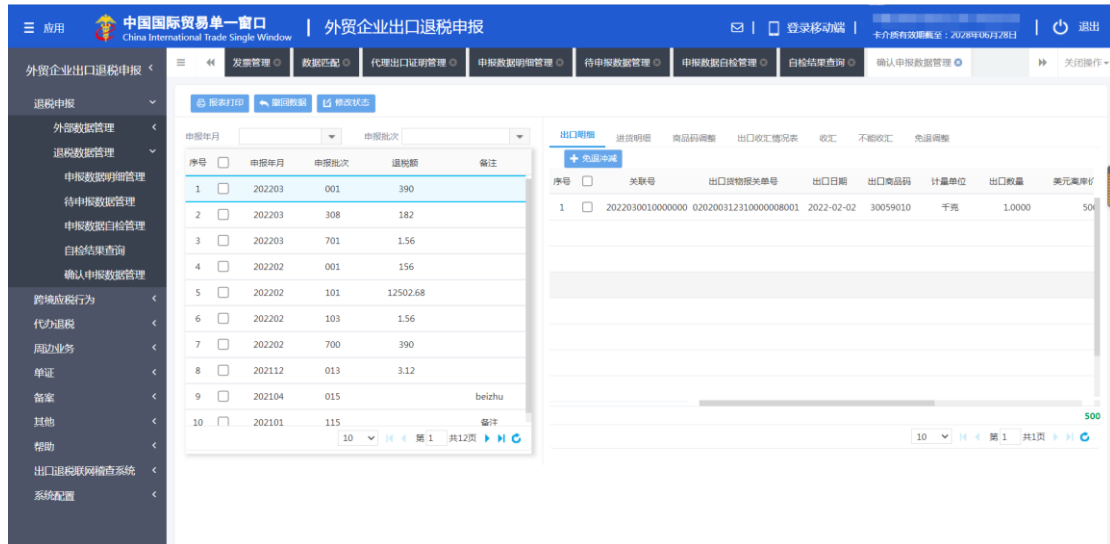 应用
中国国际贸易单一窗口
China International Trade Single Window
外贸企业出口退税申报
登录移动端
卡介质有效期截至：2028年06月28日
退出
外贸企业出口退税申报
发票管理 数据匹配 代理出口证明管理 申报数据明细管理 待申报数据管理 申报数据自检管理 自检结果查询 确认申报数据管理 关闭操作
退税申报
外部数据管理
退税数据管理
申报数据明细管理
待申报数据管理
申报数据自检管理
自检结果查询
确认申报数据管理
跨境应税行为
代办退税
周边业务
单证
备案
其他
帮助
出口退税联网稽查系统
系统配置
报表打印 撤回数据 修改状态
申报年月 申报批次
序号 申报年月 申报批次 退税额 备注
1 202203 001 390
2 202203 308 182
3 202203 701 1.56
4 202202 001 156
5 202202 101 12502.68
6 202202 103 1.56
7 202202 700 390
8 202112 013 3.12
9 202104 015 beizhu
10 202101 115 备注
10 第 1 共12页
出口明细 进货明细 商品码调整 出口收汇情况表 收汇 不能收汇 免退调整
免退冲减
序号 关联号 出口货物报关单号 出口日期 出口商品码 计量单位 出口数量 美元离岸价
1 2022030010000000 020200312310000008001 2022-02-02 30059010 千克 1.0000 500
500
10 第 1 共1页